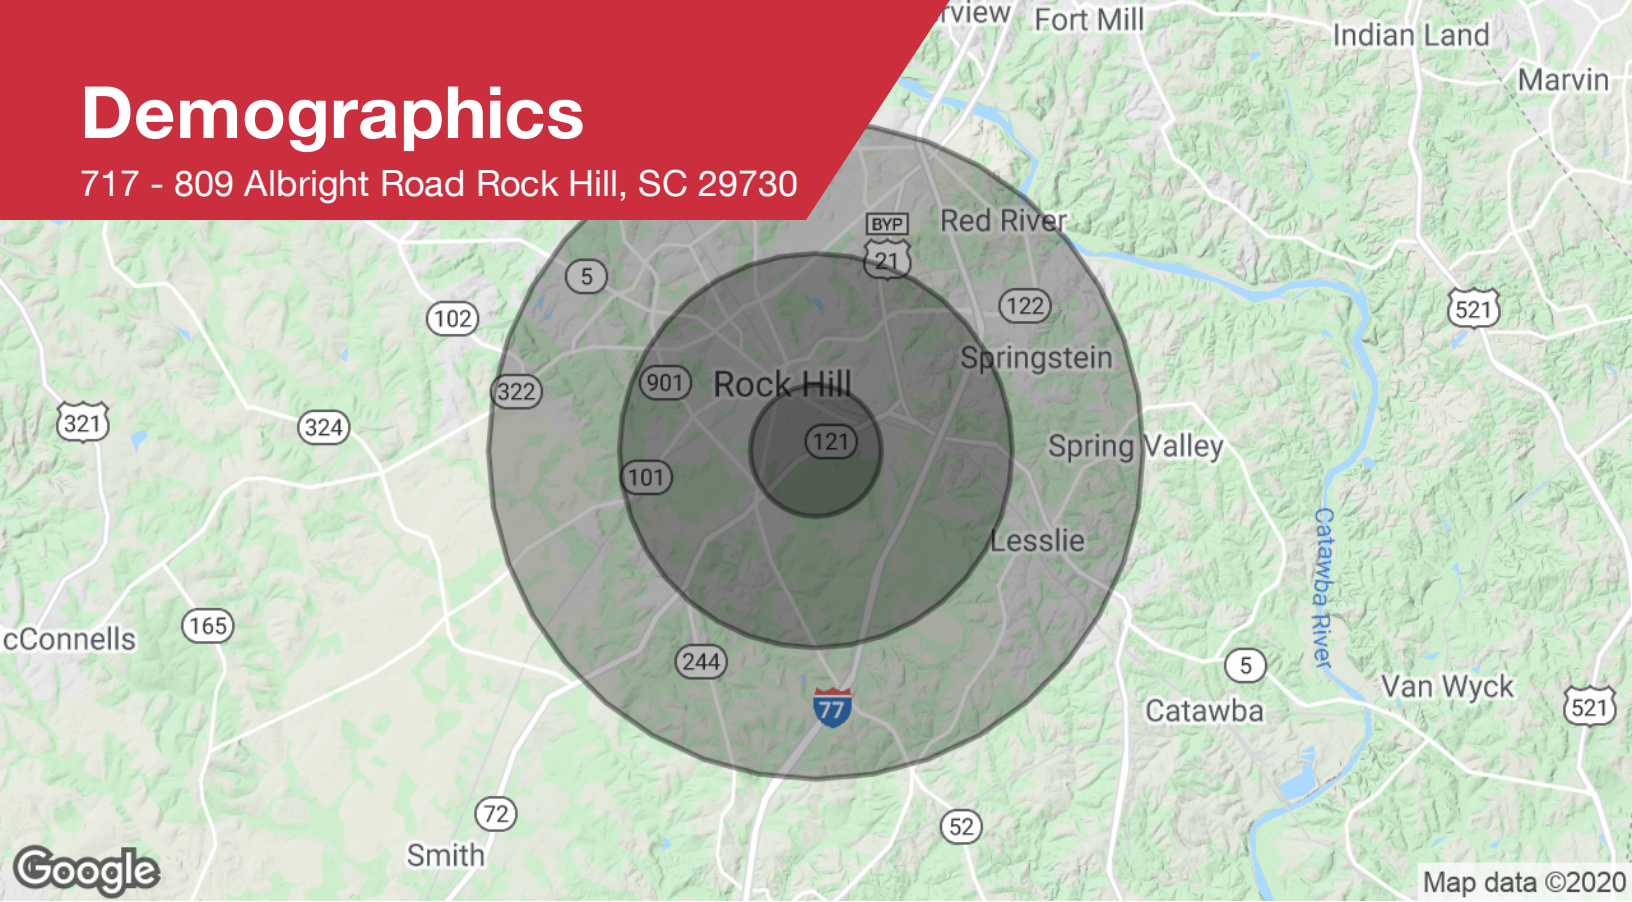 Demographics
717 - 809 Albright Road Rock Hill, SC 29730
rview
Fort Mill
Indian Land
Marvin
BYP
21
Red River
5
102
122
521
Springstein
322
901
Rock Hill
321
324
121
Spring Valley
101
Lesslie
Catawba River
165
cConnells
244
5
77
Van Wyck
Catawba
521
72
52
Smith
Google
Map data ©2020